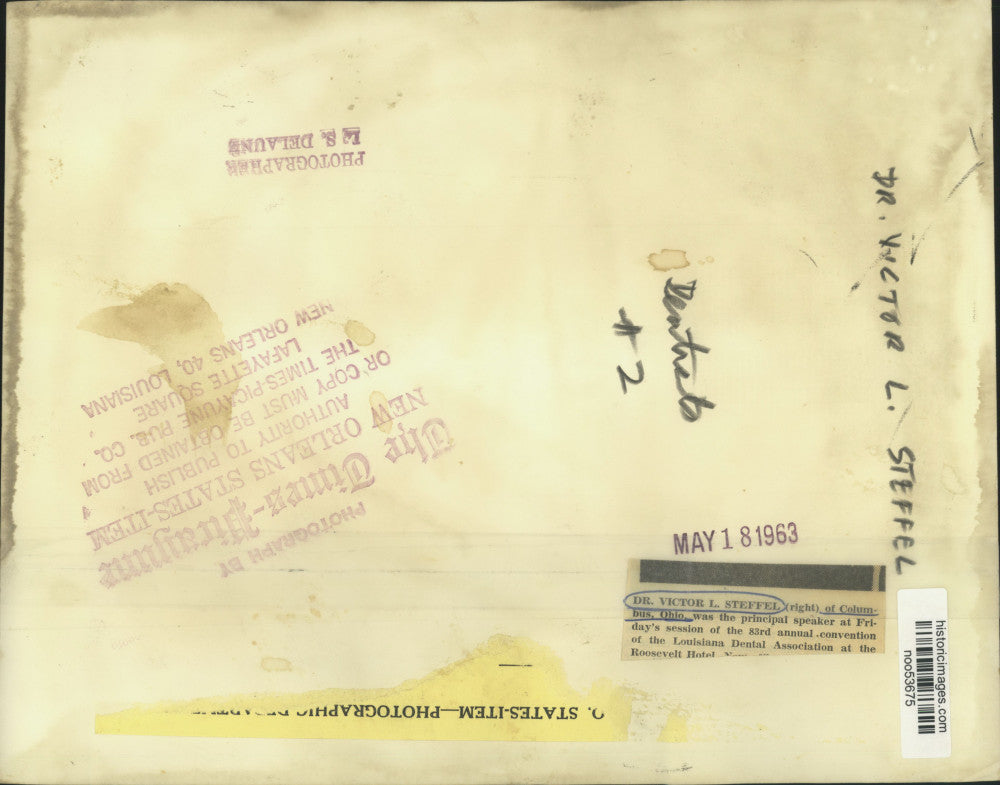 PHOTOGRAPHER
L. S. DELAUNE
DR. VICTOR L. STEFFEL
Dentists
# 2
PHOTOGRAPH BY
The Times-Picayune
NEW ORLEANS STATES-ITEM
AUTHORITY TO PUBLISH
OR COPY MUST BE OBTAINED FROM
THE TIMES-PICAYUNE PUB. CO.
LAFAYETTE SQUARE
NEW ORLEANS 40, LOUISIANA
MAY 18 1963
DR. VICTOR L. STEFFEL (right), of Colum-
bus, Ohio, was the principal speaker at Fri-
day's session of the 83rd annual convention
of the Louisiana Dental Association at the
Roosevelt Hotel
historicimages.com
noo53675
O. STATES-ITEM—PHOTOGRAPHIC